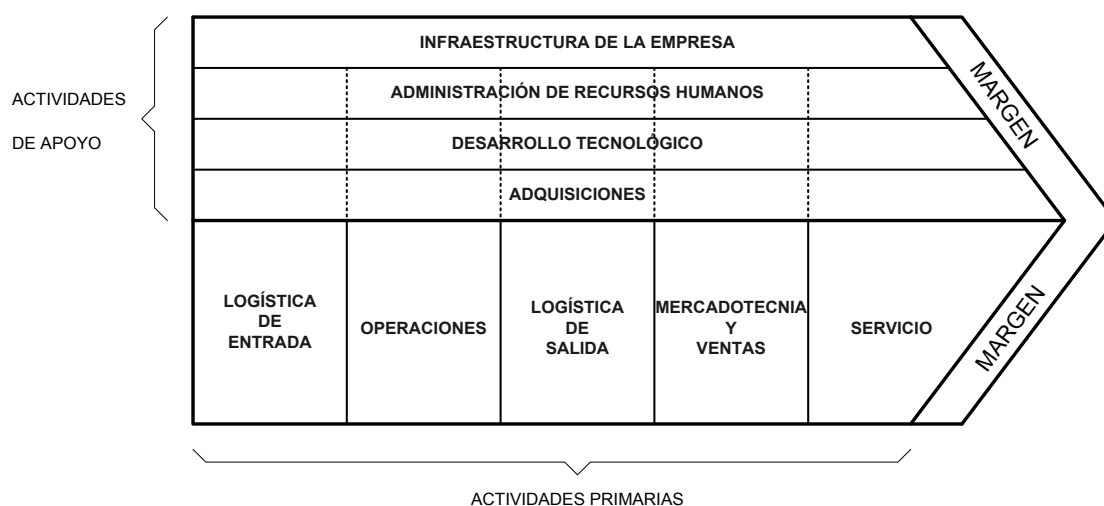 INFRAESTRUCTURA DE LA EMPRESA
ACTIVIDADES
DE APOYO
ADMINISTRACIÓN DE RECURSOS HUMANOS
DESARROLLO TECNOLÓGICO
ADQUISICIONES
MARGEN
LOGÍSTICA
DE
ENTRADA
OPERACIONES
LOGÍSTICA
DE
SALIDA
MERCADOTECNIA
Y
VENTAS
SERVICIO
MARGEN
ACTIVIDADES PRIMARIAS